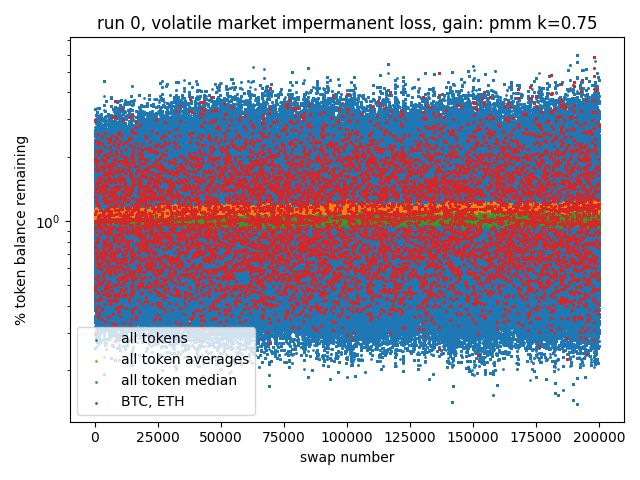 run 0, volatile market impermanent loss, gain: pmm k=0.75
% token balance remaining
10⁰
all tokens
all token averages
all token median
BTC, ETH
0 25000 50000 75000 100000 125000 150000 175000 200000
swap number